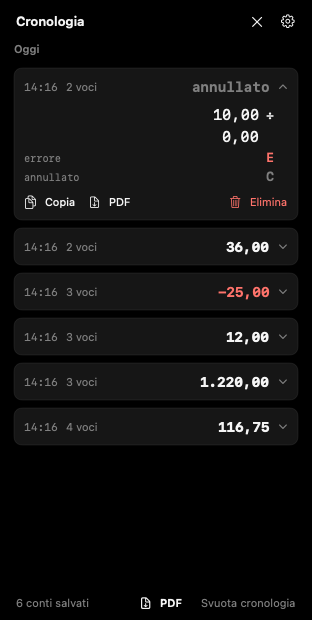 Cronologia
Oggi
14:16 2 voci annullato
10,00 +
0,00
errore E
annullato C
Copia PDF Elimina
14:16 2 voci 36,00
14:16 3 voci −25,00
14:16 3 voci 12,00
14:16 3 voci 1.220,00
14:16 4 voci 116,75
6 conti salvati PDF Svuota cronologia